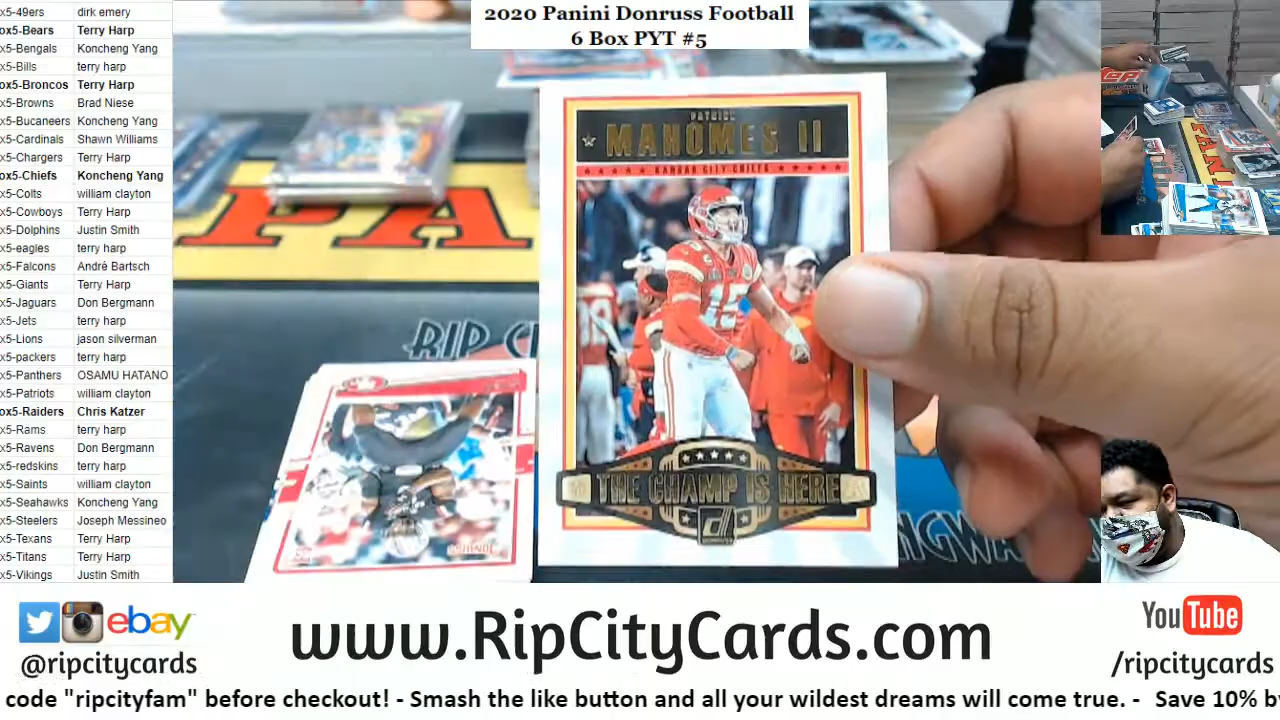 2020 Panini Donruss Football
6 Box PYT #5
x5-49ers dirk emery
ox5-Bears Terry Harp
x5-Bengals Koncheng Yang
x5-Bills terry harp
ox5-Broncos Terry Harp
x5-Browns Brad Niese
x5-Bucaneers Koncheng Yang
x5-Cardinals Shawn Williams
x5-Chargers Terry Harp
ox5-Chiefs Koncheng Yang
x5-Colts william clayton
x5-Cowboys Terry Harp
x5-Dolphins Justin Smith
x5-eagles terry harp
x5-Falcons André Bartsch
x5-Giants Terry Harp
x5-Jaguars Don Bergmann
x5-Jets terry harp
x5-Lions jason silverman
x5-packers terry harp
x5-Panthers OSAMU HATANO
x5-Patriots william clayton
ox5-Raiders Chris Katzer
x5-Rams terry harp
x5-Ravens Don Bergmann
x5-redskins terry harp
x5-Saints william clayton
x5-Seahawks Koncheng Yang
x5-Steelers Joseph Messineo
x5-Texans Terry Harp
x5-Titans Terry Harp
x5-Vikings Justin Smith
PATRICK
MAHOMES II
KANSAS CITY CHIEFS
15
THE CHAMP IS HERE
DONRUSS
PA
RIP C
NGWA
ebay
@ripcitycards
www.RipCityCards.com
YouTube
/ripcitycards
code "ripcityfam" before checkout! - Smash the like button and all your wildest dreams will come true. - Save 10% b